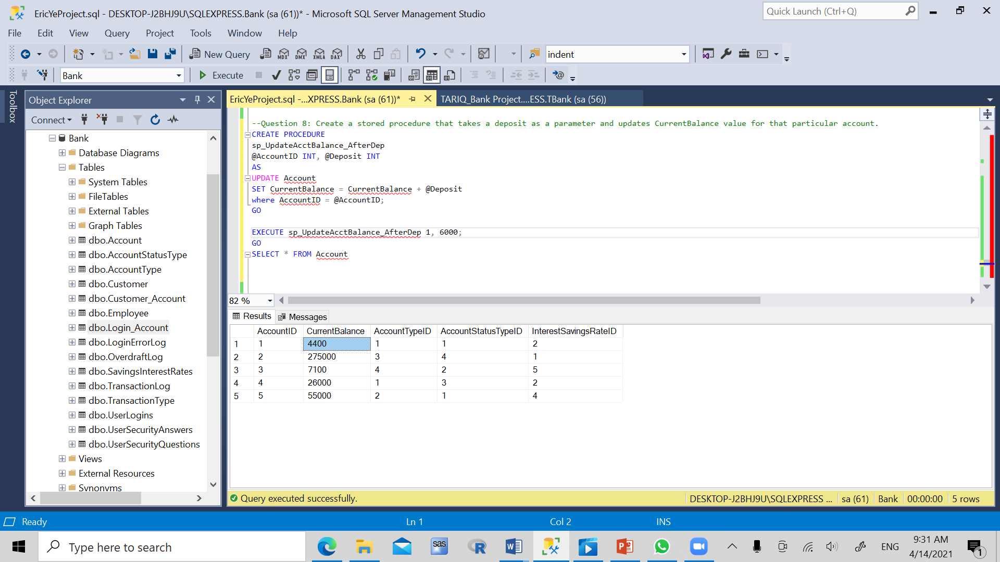 EricYeProject.sql - DESKTOP-J2BHJ9U\SQLEXPRESS.Bank (sa (61))* - Microsoft SQL Server Management Studio
Quick Launch (Ctrl+Q)
File Edit View Query Project Tools Window Help
New Query MDX DMX XMLA DAX indent
Bank Execute
Toolbox
Object Explorer
Connect
Bank
Database Diagrams
Tables
System Tables
FileTables
External Tables
Graph Tables
dbo.Account
dbo.AccountStatusType
dbo.AccountType
dbo.Customer
dbo.Customer_Account
dbo.Employee
dbo.Login_Account
dbo.LoginErrorLog
dbo.OverdraftLog
dbo.SavingsInterestRates
dbo.TransactionLog
dbo.TransactionType
dbo.UserLogins
dbo.UserSecurityAnswers
dbo.UserSecurityQuestions
Views
External Resources
Synonyms
EricYeProject.sql -...XPRESS.Bank (sa (61))* TARIQ_Bank Project....ESS.TBank (sa (56))
--Question 8: Create a stored procedure that takes a deposit as a parameter and updates CurrentBalance value for that particular account.
CREATE PROCEDURE
sp_UpdateAcctBalance_AfterDep
@AccountID INT, @Deposit INT
AS
UPDATE Account
SET CurrentBalance = CurrentBalance + @Deposit
where AccountID = @AccountID;
GO
EXECUTE sp_UpdateAcctBalance_AfterDep 1, 6000;
GO
SELECT * FROM Account
82 %
Results Messages
AccountID CurrentBalance AccountTypeID AccountStatusTypeID InterestSavingsRateID
1 1 4400 1 1 2
2 2 275000 3 4 1
3 3 7100 4 2 5
4 4 26000 1 3 2
5 5 55000 2 1 4
Query executed successfully. DESKTOP-J2BHJ9U\SQLEXPRESS ... sa (61) Bank 00:00:00 5 rows
Ready Ln 1 Col 2 INS
Type here to search
sas
R
W
P
ENG
9:31 AM
4/14/2021
1